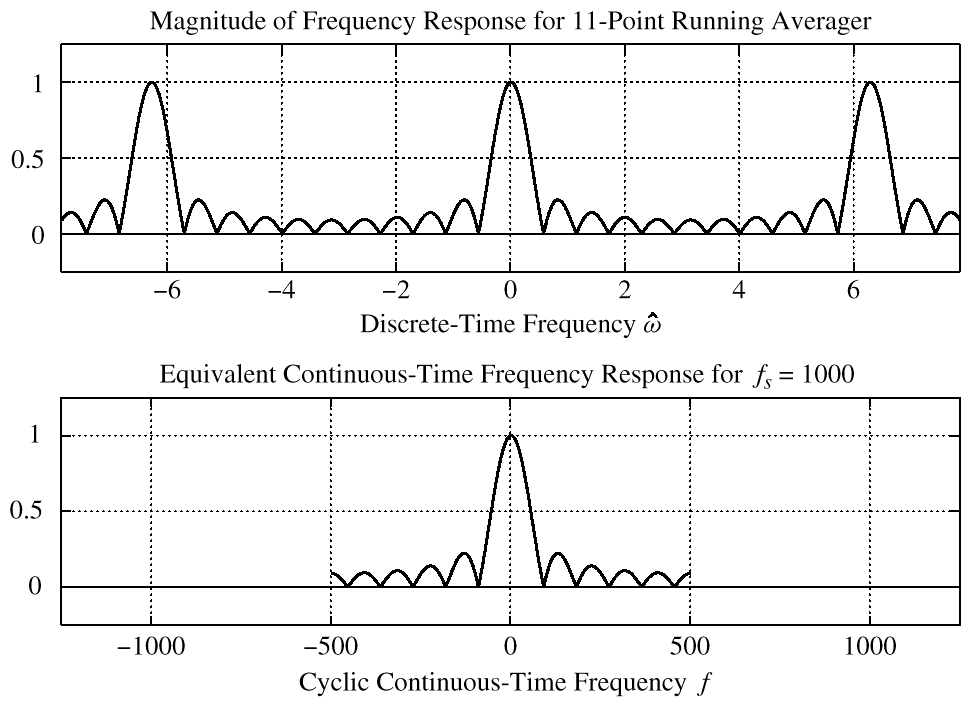 Magnitude of Frequency Response for 11-Point Running Averager
1
0.5
0
−6 −4 −2 0 2 4 6
Discrete-Time Frequency ω̂
Equivalent Continuous-Time Frequency Response for fₛ = 1000
1
0.5
0
−1000 −500 0 500 1000
Cyclic Continuous-Time Frequency f